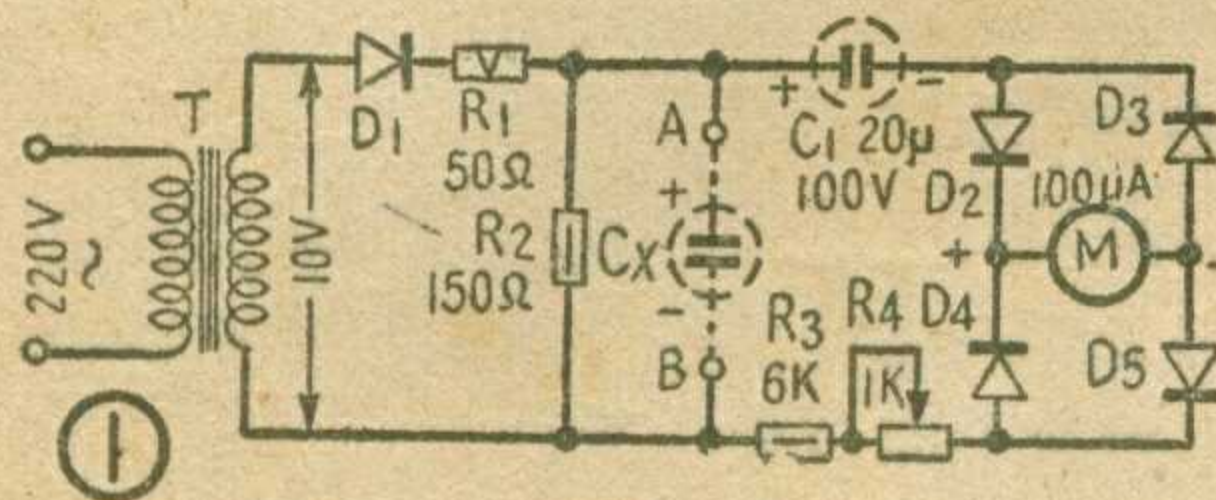 T
220V
~
10V
D1
R1
50Ω
R2
150Ω
A
+
Cx
-
B
+
-
C1 20μ
100V
D2
D3
100μA
+
M
-
R3
6K
R4
1K
D4
D5
1